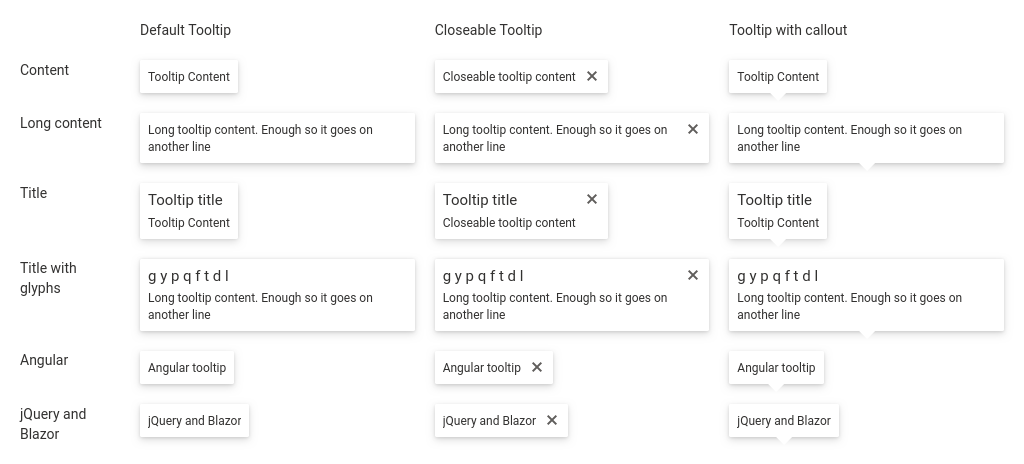 Default Tooltip Closeable Tooltip Tooltip with callout
Content Tooltip Content Closeable tooltip content Tooltip Content
Long content Long tooltip content. Enough so it goes on Long tooltip content. Enough so it goes on Long tooltip content. Enough so it goes on
another line another line another line
Title Tooltip title Tooltip title Tooltip title
Tooltip Content Closeable tooltip content Tooltip Content
Title with g y p q f t d l g y p q f t d l g y p q f t d l
glyphs Long tooltip content. Enough so it goes on Long tooltip content. Enough so it goes on Long tooltip content. Enough so it goes on
another line another line another line
Angular Angular tooltip Angular tooltip Angular tooltip
jQuery and jQuery and Blazor jQuery and Blazor jQuery and Blazor
Blazor